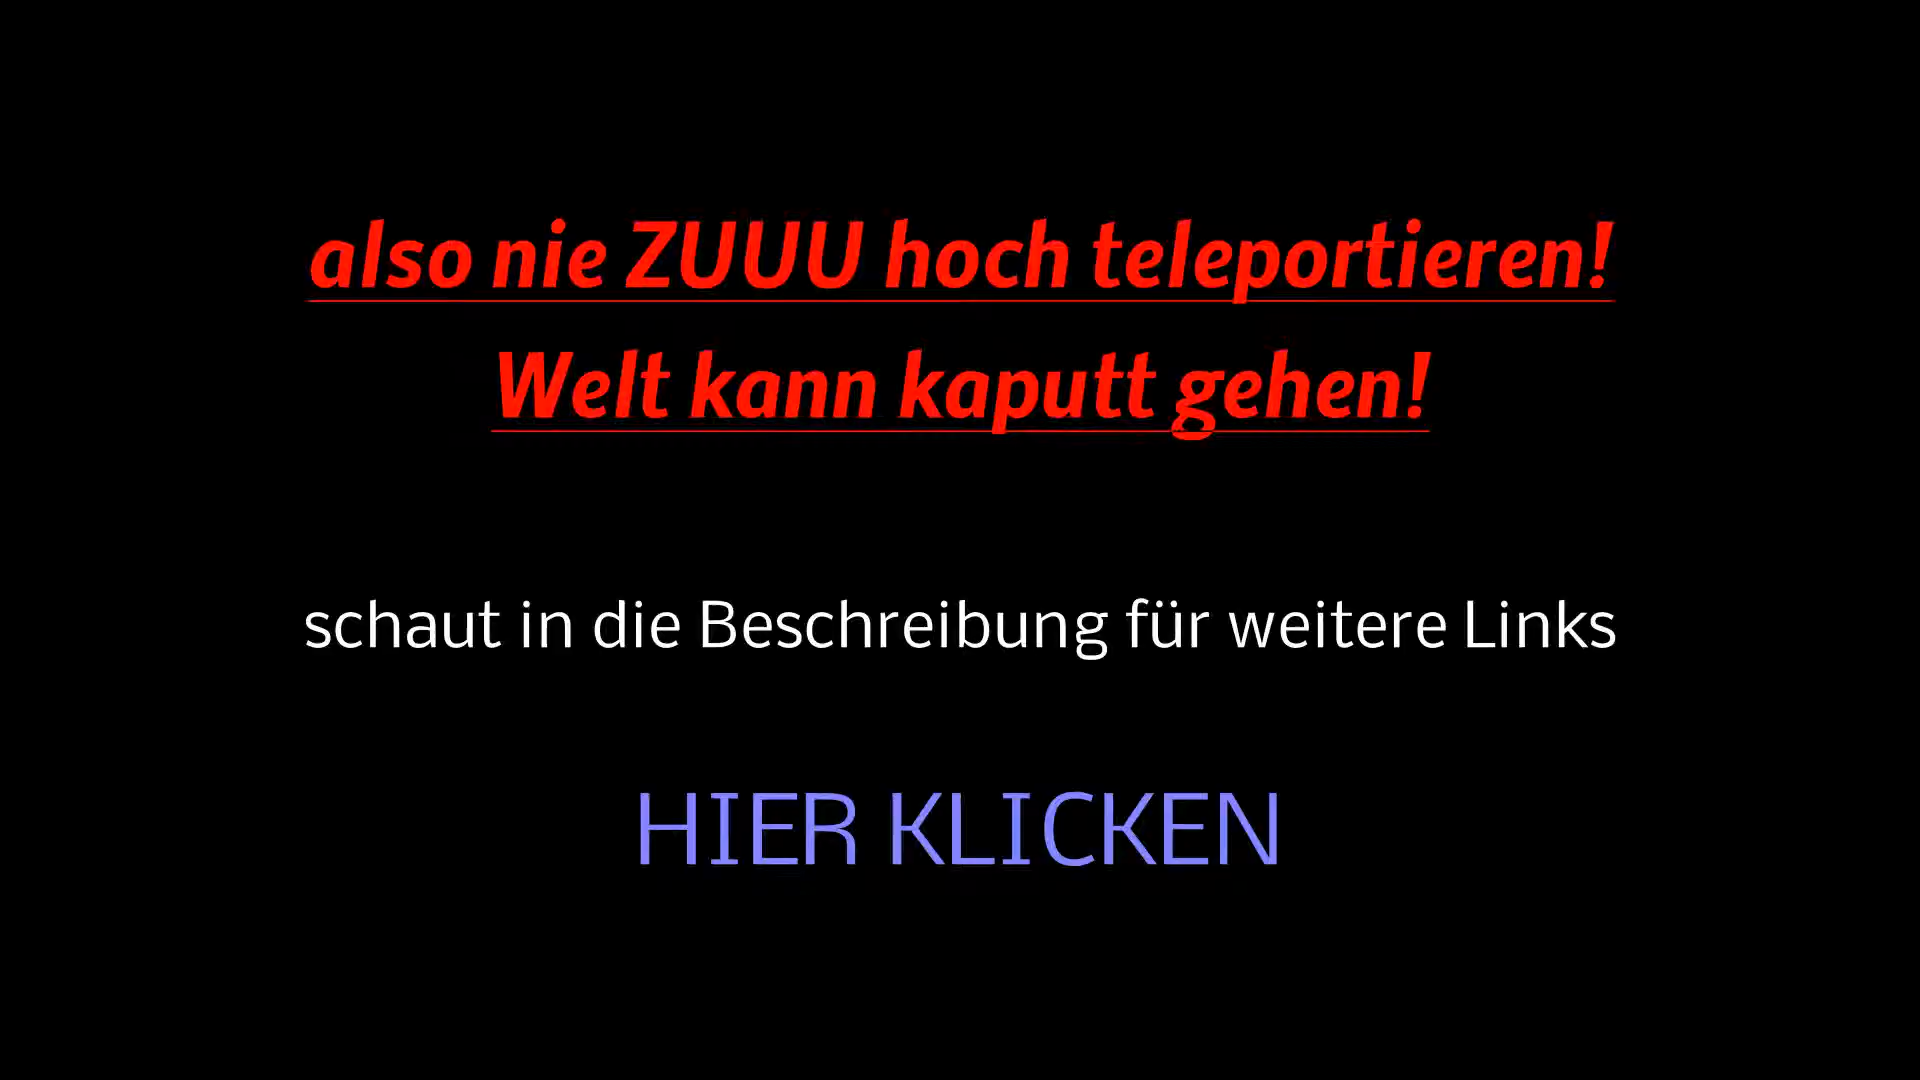 also nie ZUUU hoch teleportieren!
Welt kann kaputt gehen!
schaut in die Beschreibung für weitere Links
HIER KLICKEN